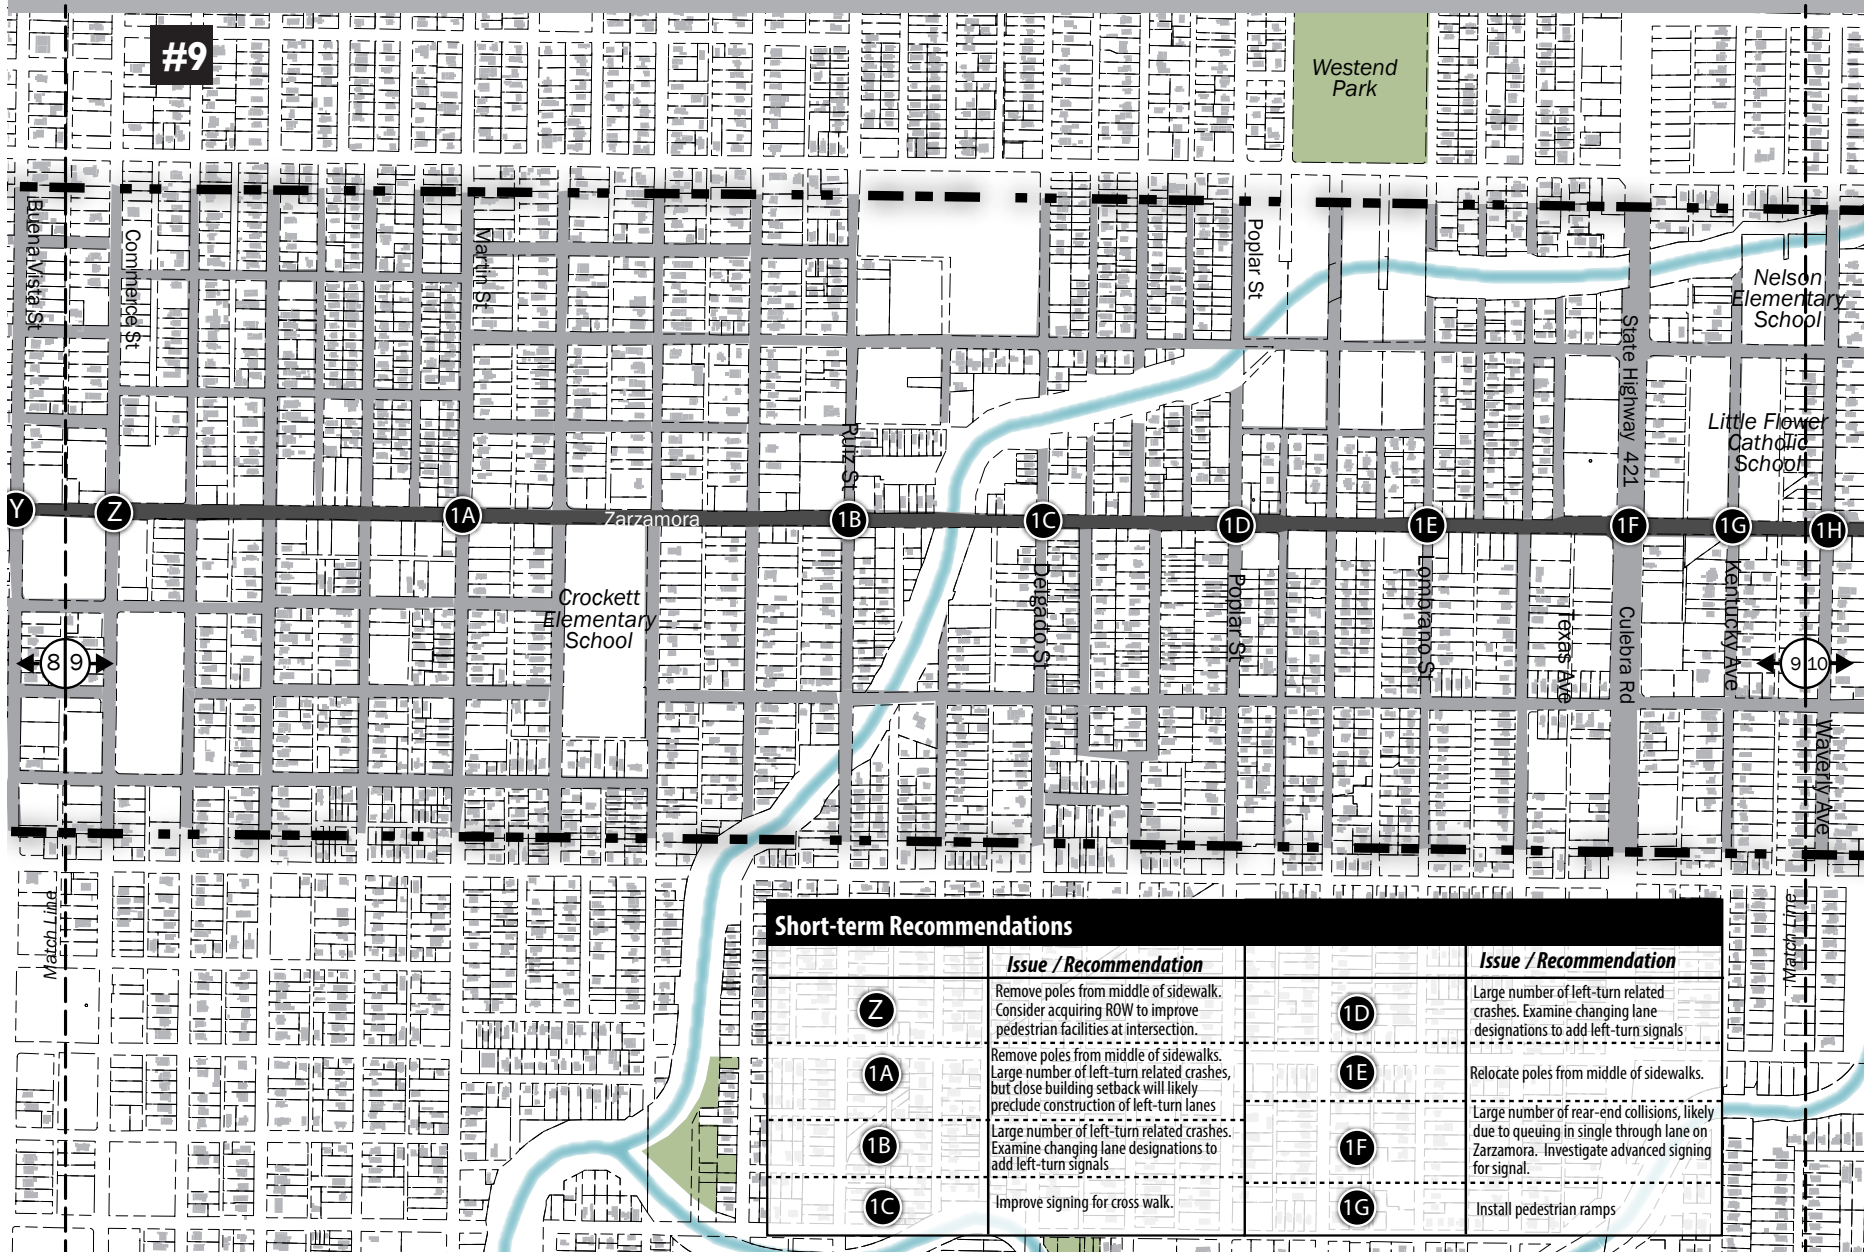 #9
Westend
Park
Buena Vista St
Commerce St
Martin St
Poplar St
Nelson
Elementary
School
State Highway 421
Little Flower
Catholic
School
Ruiz St
Y
Z
1A
Zarzamora
1B
1C
1D
1E
1F
1G
1H
Crockett
Elementary
School
Delgado St
Poplar St
Lombrano St
Texas Ave
Culebra Rd
Kentucky Ave
Waverly Ave
8 9
9 10
Match Line
Match Line
Short-term Recommendations
Issue / Recommendation
Z
Remove poles from middle of sidewalk.
Consider acquiring ROW to improve
pedestrian facilities at intersection.
1A
Remove poles from middle of sidewalks.
Large number of left-turn related crashes,
but close building setback will likely
preclude construction of left-turn lanes
1B
Large number of left-turn related crashes.
Examine changing lane designations to
add left-turn signals
1C
Improve signing for cross walk.
Issue / Recommendation
1D
Large number of left-turn related
crashes. Examine changing lane
designations to add left-turn signals
1E
Relocate poles from middle of sidewalks.
1F
Large number of rear-end collisions, likely
due to queuing in single through lane on
Zarzamora. Investigate advanced signing
for signal.
1G
Install pedestrian ramps